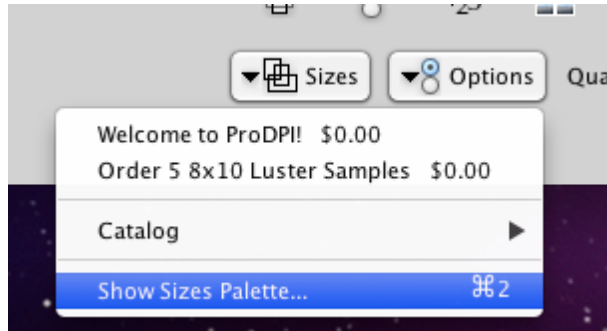 Sizes Options Qua
Welcome to ProDPI! $0.00
Order 5 8x10 Luster Samples $0.00
Catalog
Show Sizes Palette... ⌘2